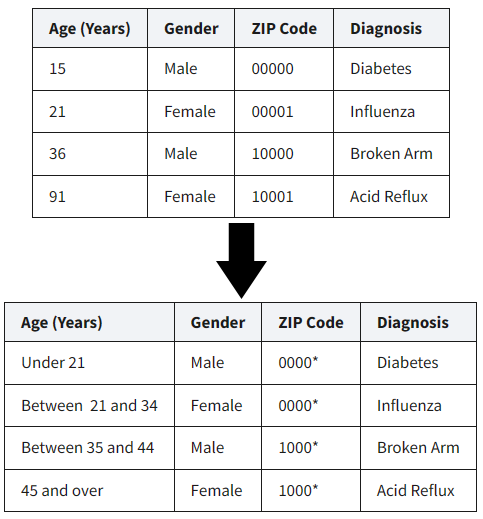 Age (Years) Gender ZIP Code Diagnosis
15 Male 00000 Diabetes
21 Female 00001 Influenza
36 Male 10000 Broken Arm
91 Female 10001 Acid Reflux
Age (Years) Gender ZIP Code Diagnosis
Under 21 Male 0000* Diabetes
Between 21 and 34 Female 0000* Influenza
Between 35 and 44 Male 1000* Broken Arm
45 and over Female 1000* Acid Reflux